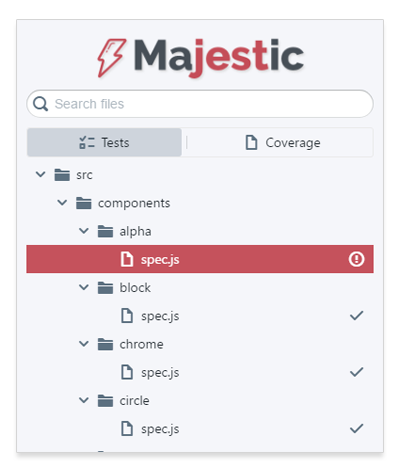 Majestic
Search files
Tests Coverage
src
components
alpha
spec.js
block
spec.js
chrome
spec.js
circle
spec.js